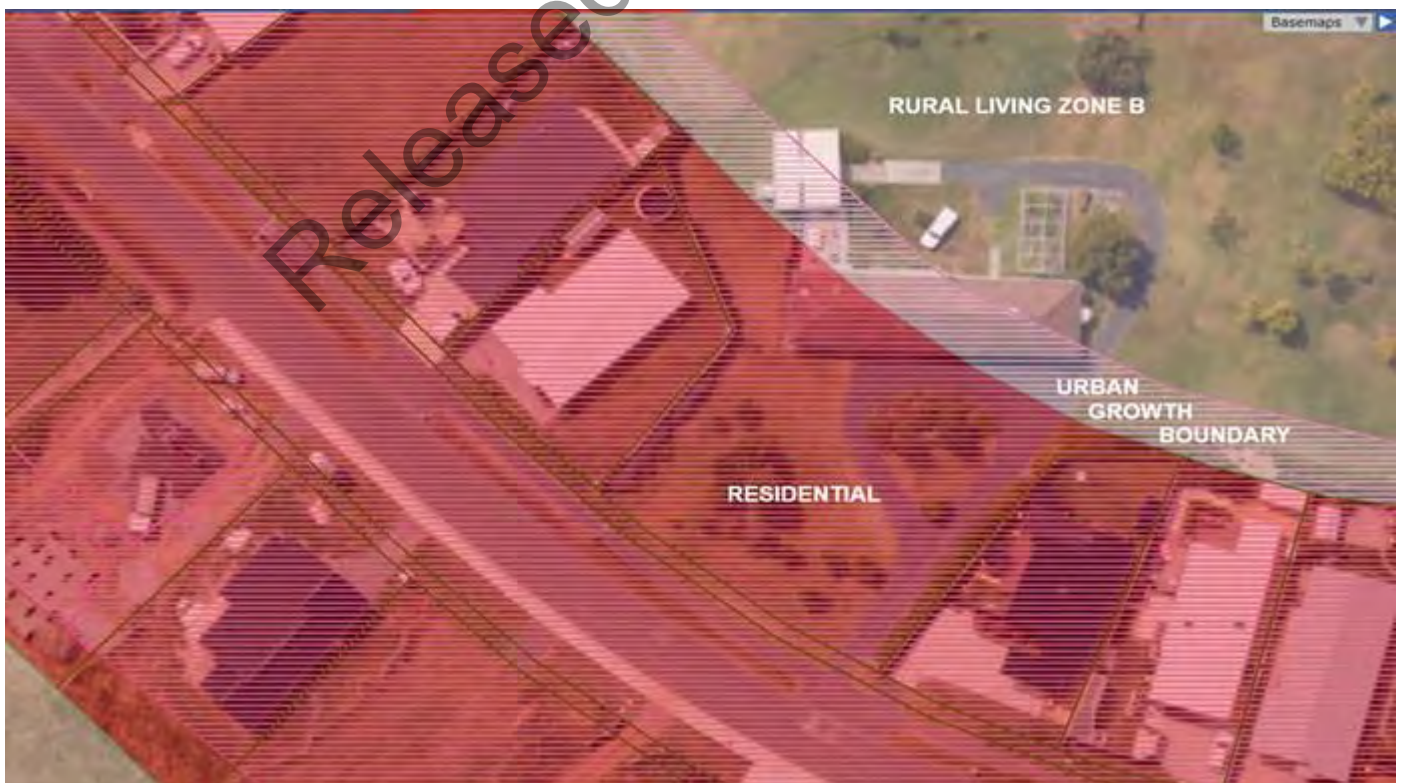 Basemaps
RURAL LIVING ZONE B
Released
URBAN
GROWTH
BOUNDARY
RESIDENTIAL